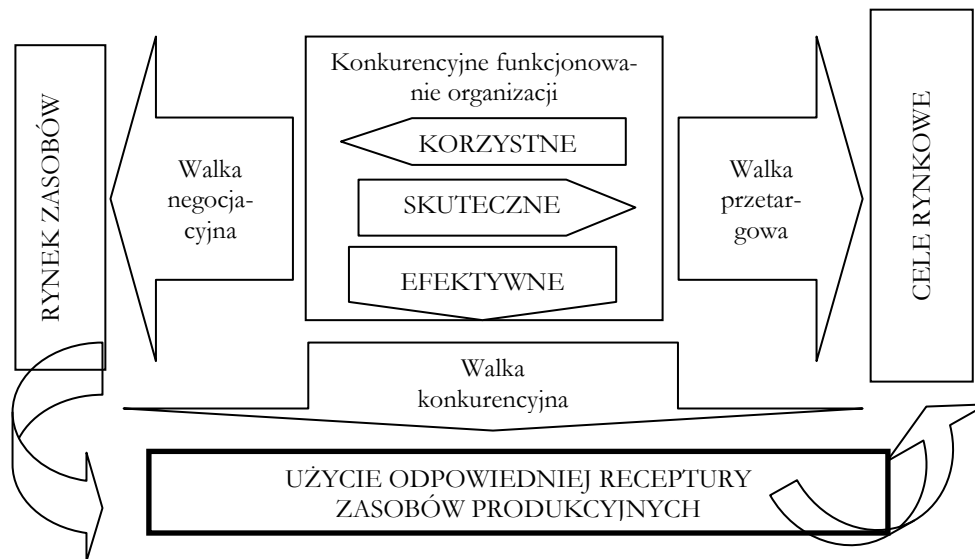 RYNEK ZASOBÓW
Walka
negocja-
cyjna
Konkurencyjne funkcjonowa-
nie organizacji
KORZYSTNE
SKUTECZNE
EFEKTYWNE
Walka
przetar-
gowa
CELE RYNKOWE
Walka
konkurencyjna
UŻYCIE ODPOWIEDNIEJ RECEPTURY
ZASOBÓW PRODUKCYJNYCH